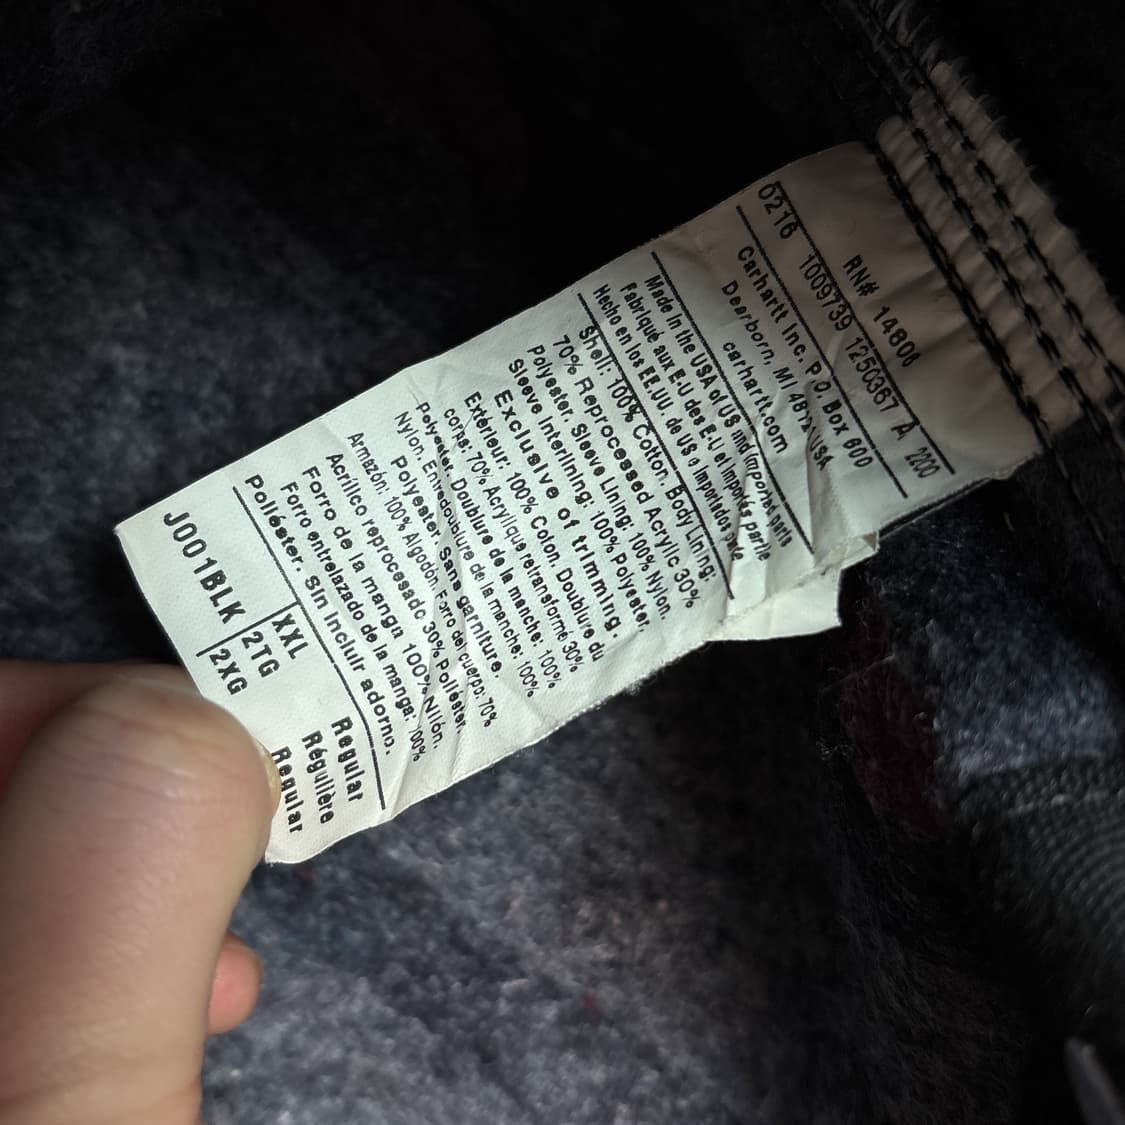 RN# 14806
0216 1009739 1250367 A 2200
Carhartt Inc. P.O. Box 600
Dearborn, MI 48121 USA
carhartt.com
Made in the USA of US and imported parts
Fabriqué aux E-U des E-U et importés partie
Hecho en los EE.UU. de US o importados
Shell: 100% Cotton. Body Lining:
70% Reprocessed Acrylic 30%
Polyester. Sleeve Lining: 100% Nylon.
Sleeve Interlining: 100% Polyester.
Exclusive of trimming.
Extérieur: 100% Coton. Doublure du
corps: 70% Acrylique retransformé 30%
Polyester. Doublure de la manche: 100%
Nylon. Entredoublure de la manche: 100%
Polyester. Sans garniture.
Armazón: 100% Algodón. Forro del cuerpo: 70%
Acrílico reprocesado 30% Poliéster.
Forro de la manga 100% Nilón.
Forro entrelazado de la manga: 100%
Poliéster. Sin incluir adorno.
J001BLK
XXL Regular
2TG Régulière
2XG Regular